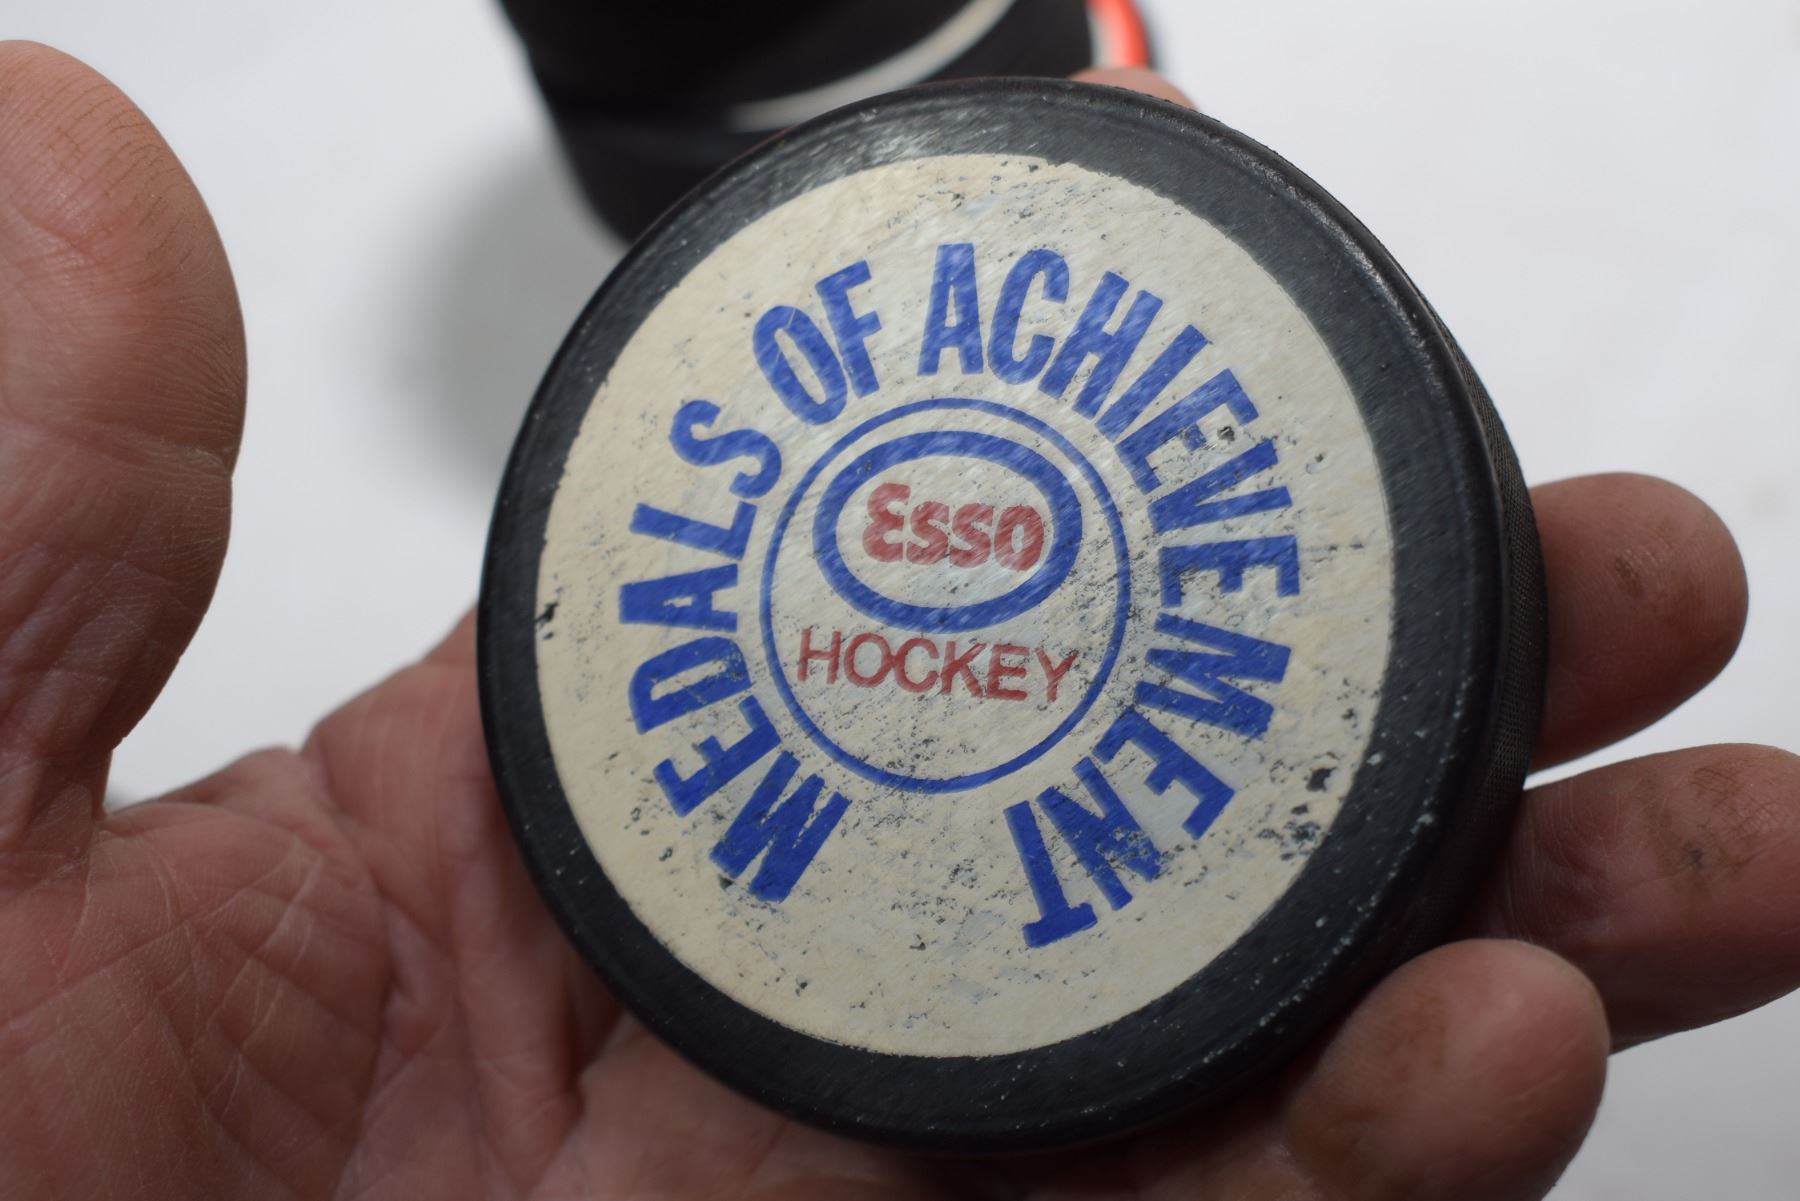 MEDALS OF ACHIEVEMENT
Esso
HOCKEY